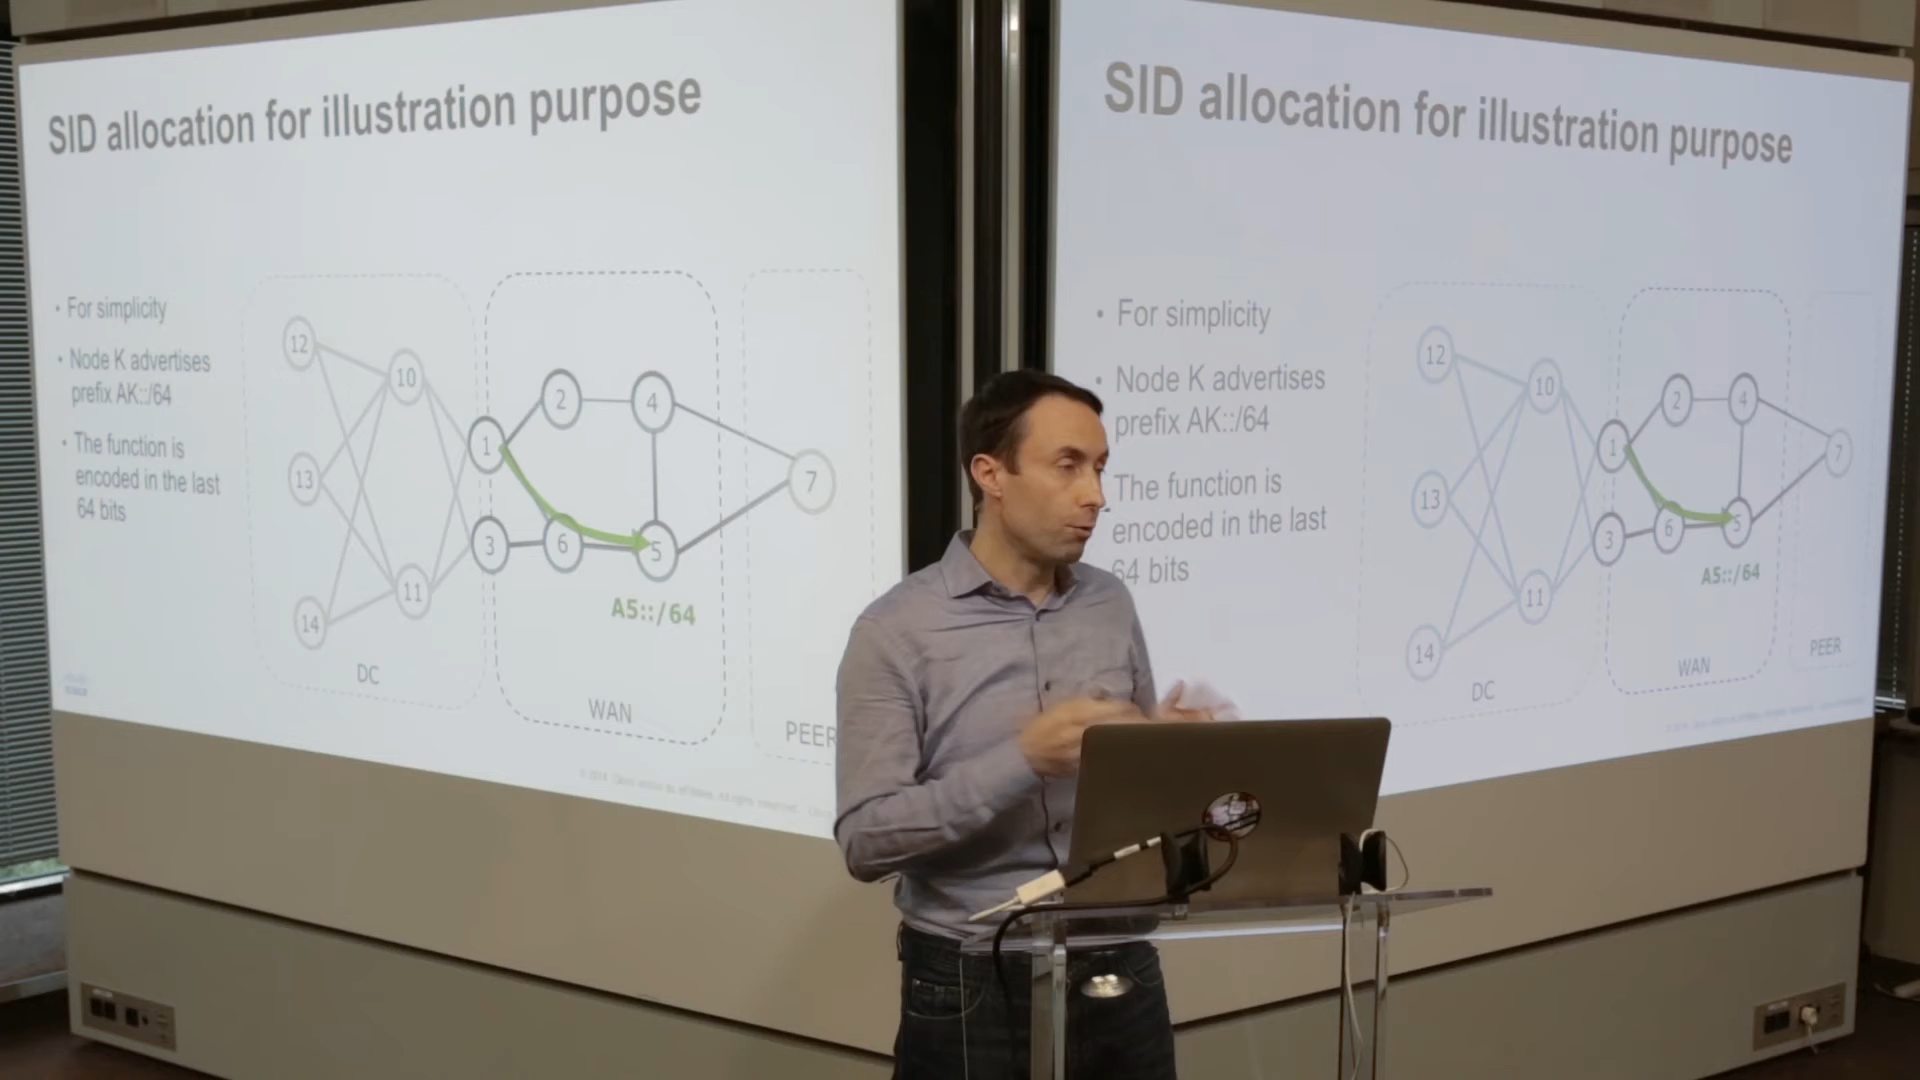 SID allocation for illustration purpose
• For simplicity
• Node K advertises
prefix AK::/64
• The function is
encoded in the last
64 bits
12
10
13
11
14
DC
1
2
4
3
6
5
A5::/64
WAN
7
PEER
SID allocation for illustration purpose
• For simplicity
• Node K advertises
prefix AK::/64
The function is
encoded in the last
64 bits
12
10
13
11
14
DC
1
2
4
3
6
5
A5::/64
WAN
7
PEER